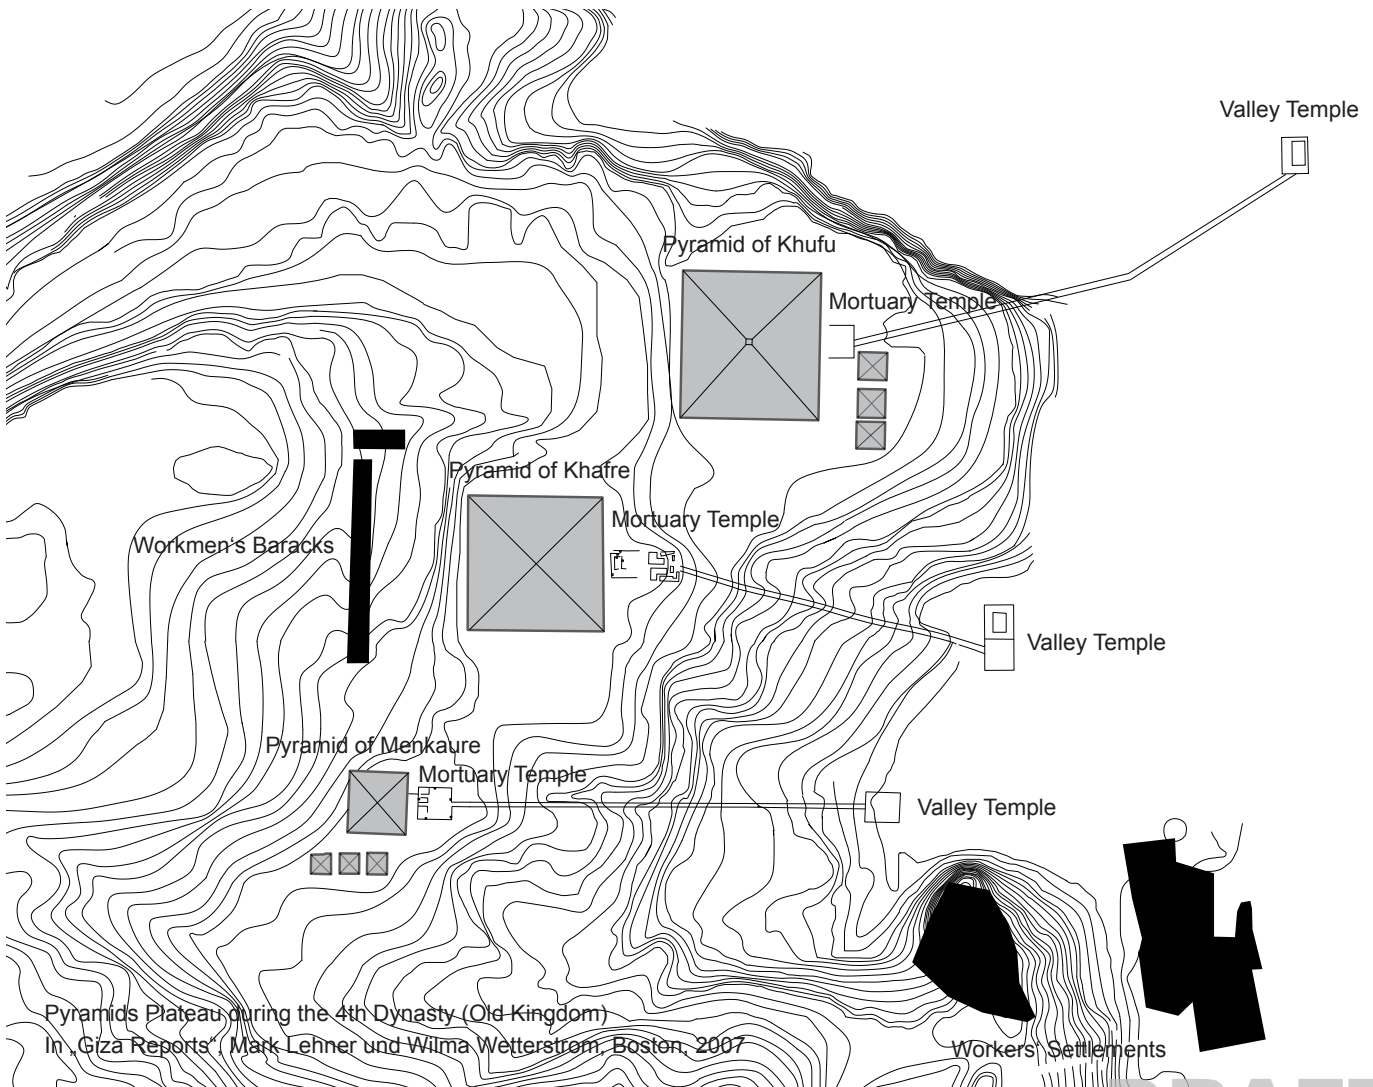 Valley Temple
Pyramid of Khufu
Mortuary Temple
Pyramid of Khafre
Mortuary Temple
Workmen‘s Baracks
Valley Temple
Pyramid of Menkaure
Mortuary Temple
Valley Temple
Pyramids Plateau during the 4th Dynasty (Old Kingdom)
In „Giza Reports“, Mark Lehner und Wilma Wetterstrom, Boston, 2007
Workers‘ Settlements